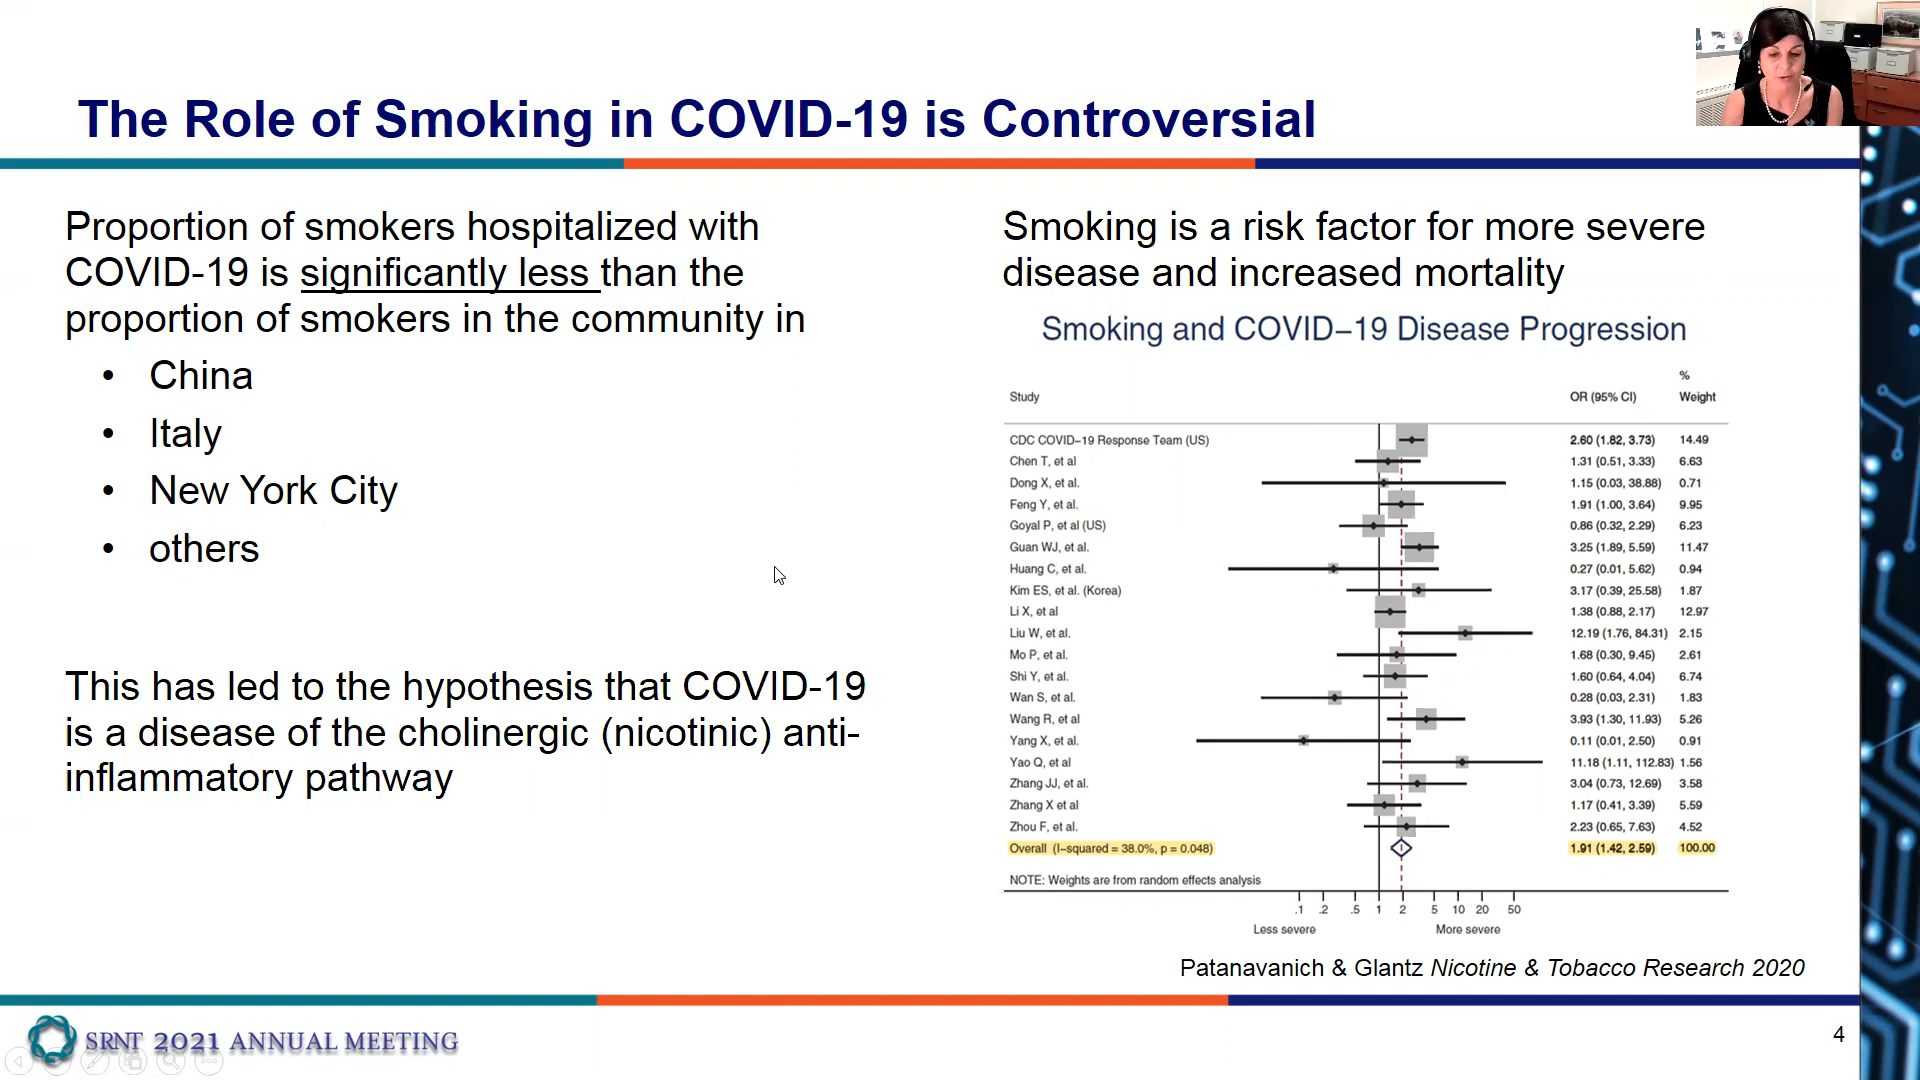 The Role of Smoking in COVID-19 is Controversial
Proportion of smokers hospitalized with
COVID-19 is significantly less than the
proportion of smokers in the community in
• China
• Italy
• New York City
• others
This has led to the hypothesis that COVID-19
is a disease of the cholinergic (nicotinic) anti-
inflammatory pathway
Smoking is a risk factor for more severe
disease and increased mortality
Smoking and COVID−19 Disease Progression
%
Study OR (95% CI) Weight
CDC COVID−19 Response Team (US) 2.60 (1.82, 3.73) 14.49
Chen T, et al 1.31 (0.51, 3.33) 6.63
Dong X, et al. 1.15 (0.03, 38.88) 0.71
Feng Y, et al. 1.91 (1.00, 3.64) 9.95
Goyal P, et al (US) 0.86 (0.32, 2.29) 6.23
Guan WJ, et al. 3.25 (1.89, 5.59) 11.47
Huang C, et al. 0.27 (0.01, 5.62) 0.94
Kim ES, et al. (Korea) 3.17 (0.39, 25.58) 1.87
Li X, et al 1.38 (0.88, 2.17) 12.97
Liu W, et al. 12.19 (1.76, 84.31) 2.15
Mo P, et al. 1.68 (0.30, 9.45) 2.61
Shi Y, et al. 1.60 (0.64, 4.04) 6.74
Wan S, et al. 0.28 (0.03, 2.31) 1.83
Wang R, et al 3.93 (1.30, 11.93) 5.26
Yang X, et al. 0.11 (0.01, 2.50) 0.91
Yao Q, et al 11.18 (1.11, 112.83) 1.56
Zhang JJ, et al. 3.04 (0.73, 12.69) 3.58
Zhang X et al 1.17 (0.41, 3.39) 5.59
Zhou F, et al. 2.23 (0.65, 7.63) 4.52
Overall (I−squared = 38.0%, p = 0.048) 1.91 (1.42, 2.59) 100.00
NOTE: Weights are from random effects analysis
.1 .2 .5 1 2 5 10 20 50
Less severe More severe
Patanavanich & Glantz Nicotine & Tobacco Research 2020
SRNT 2021 ANNUAL MEETING
4